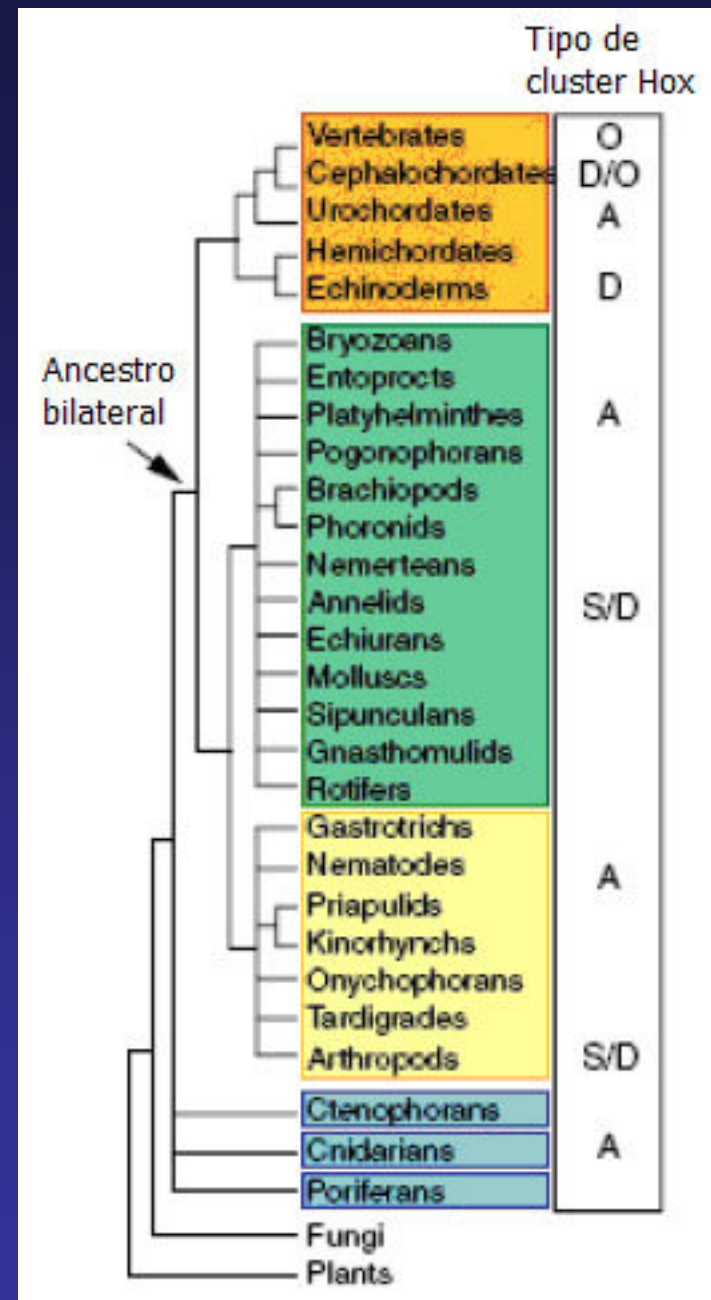 Tipo de
cluster Hox
Vertebrates O
Cephalochordates D/O
Urochordates A
Hemichordates
Echinoderms D
Bryozoans
Entoprocts
Ancestro
bilateral
Platyhelminthes A
Pogonophorans
Brachiopods
Phoronids
Nemerteans
Annelids S/D
Echiurans
Molluscs
Sipunculans
Gnasthomulids
Rotifers
Gastrotrichs
Nematodes A
Priapulids
Kinorhynchs
Onychophorans
Tardigrades
Arthropods S/D
Ctenophorans
Cnidarians A
Poriferans
Fungi
Plants